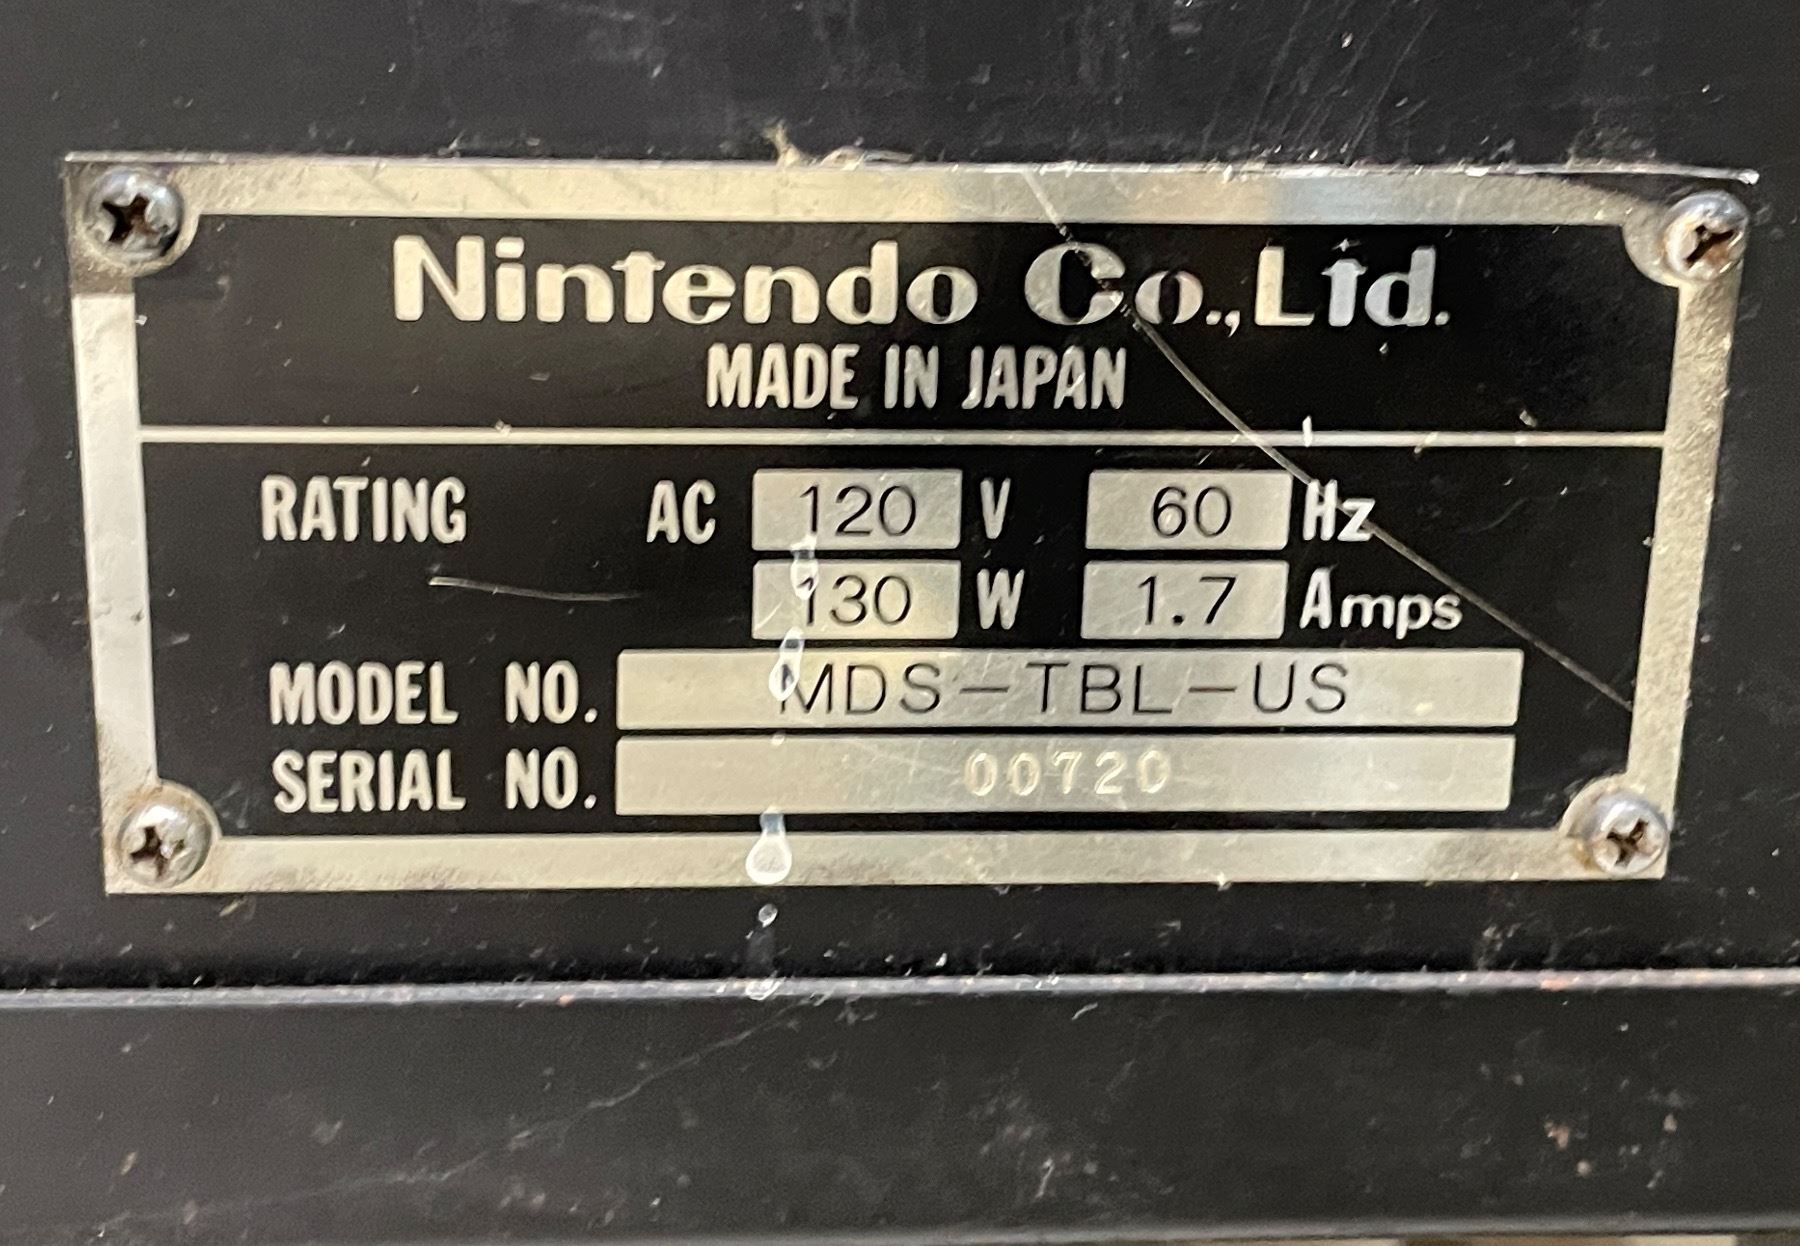 Nintendo Co.,Ltd.
MADE IN JAPAN
RATING AC 120 V 60 Hz
130 W 1.7 Amps
MODEL NO. MDS-TBL-US
SERIAL NO. 00720